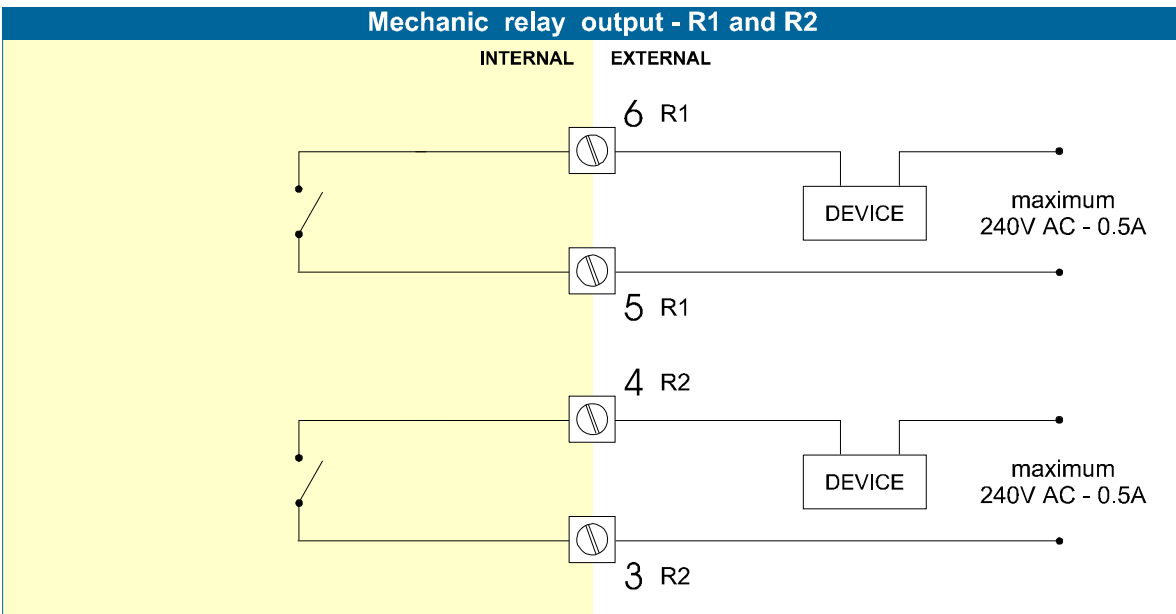 Mechanic relay output - R1 and R2
INTERNAL EXTERNAL
6 R1
DEVICE
maximum
240V AC - 0.5A
5 R1
4 R2
DEVICE
maximum
240V AC - 0.5A
3 R2